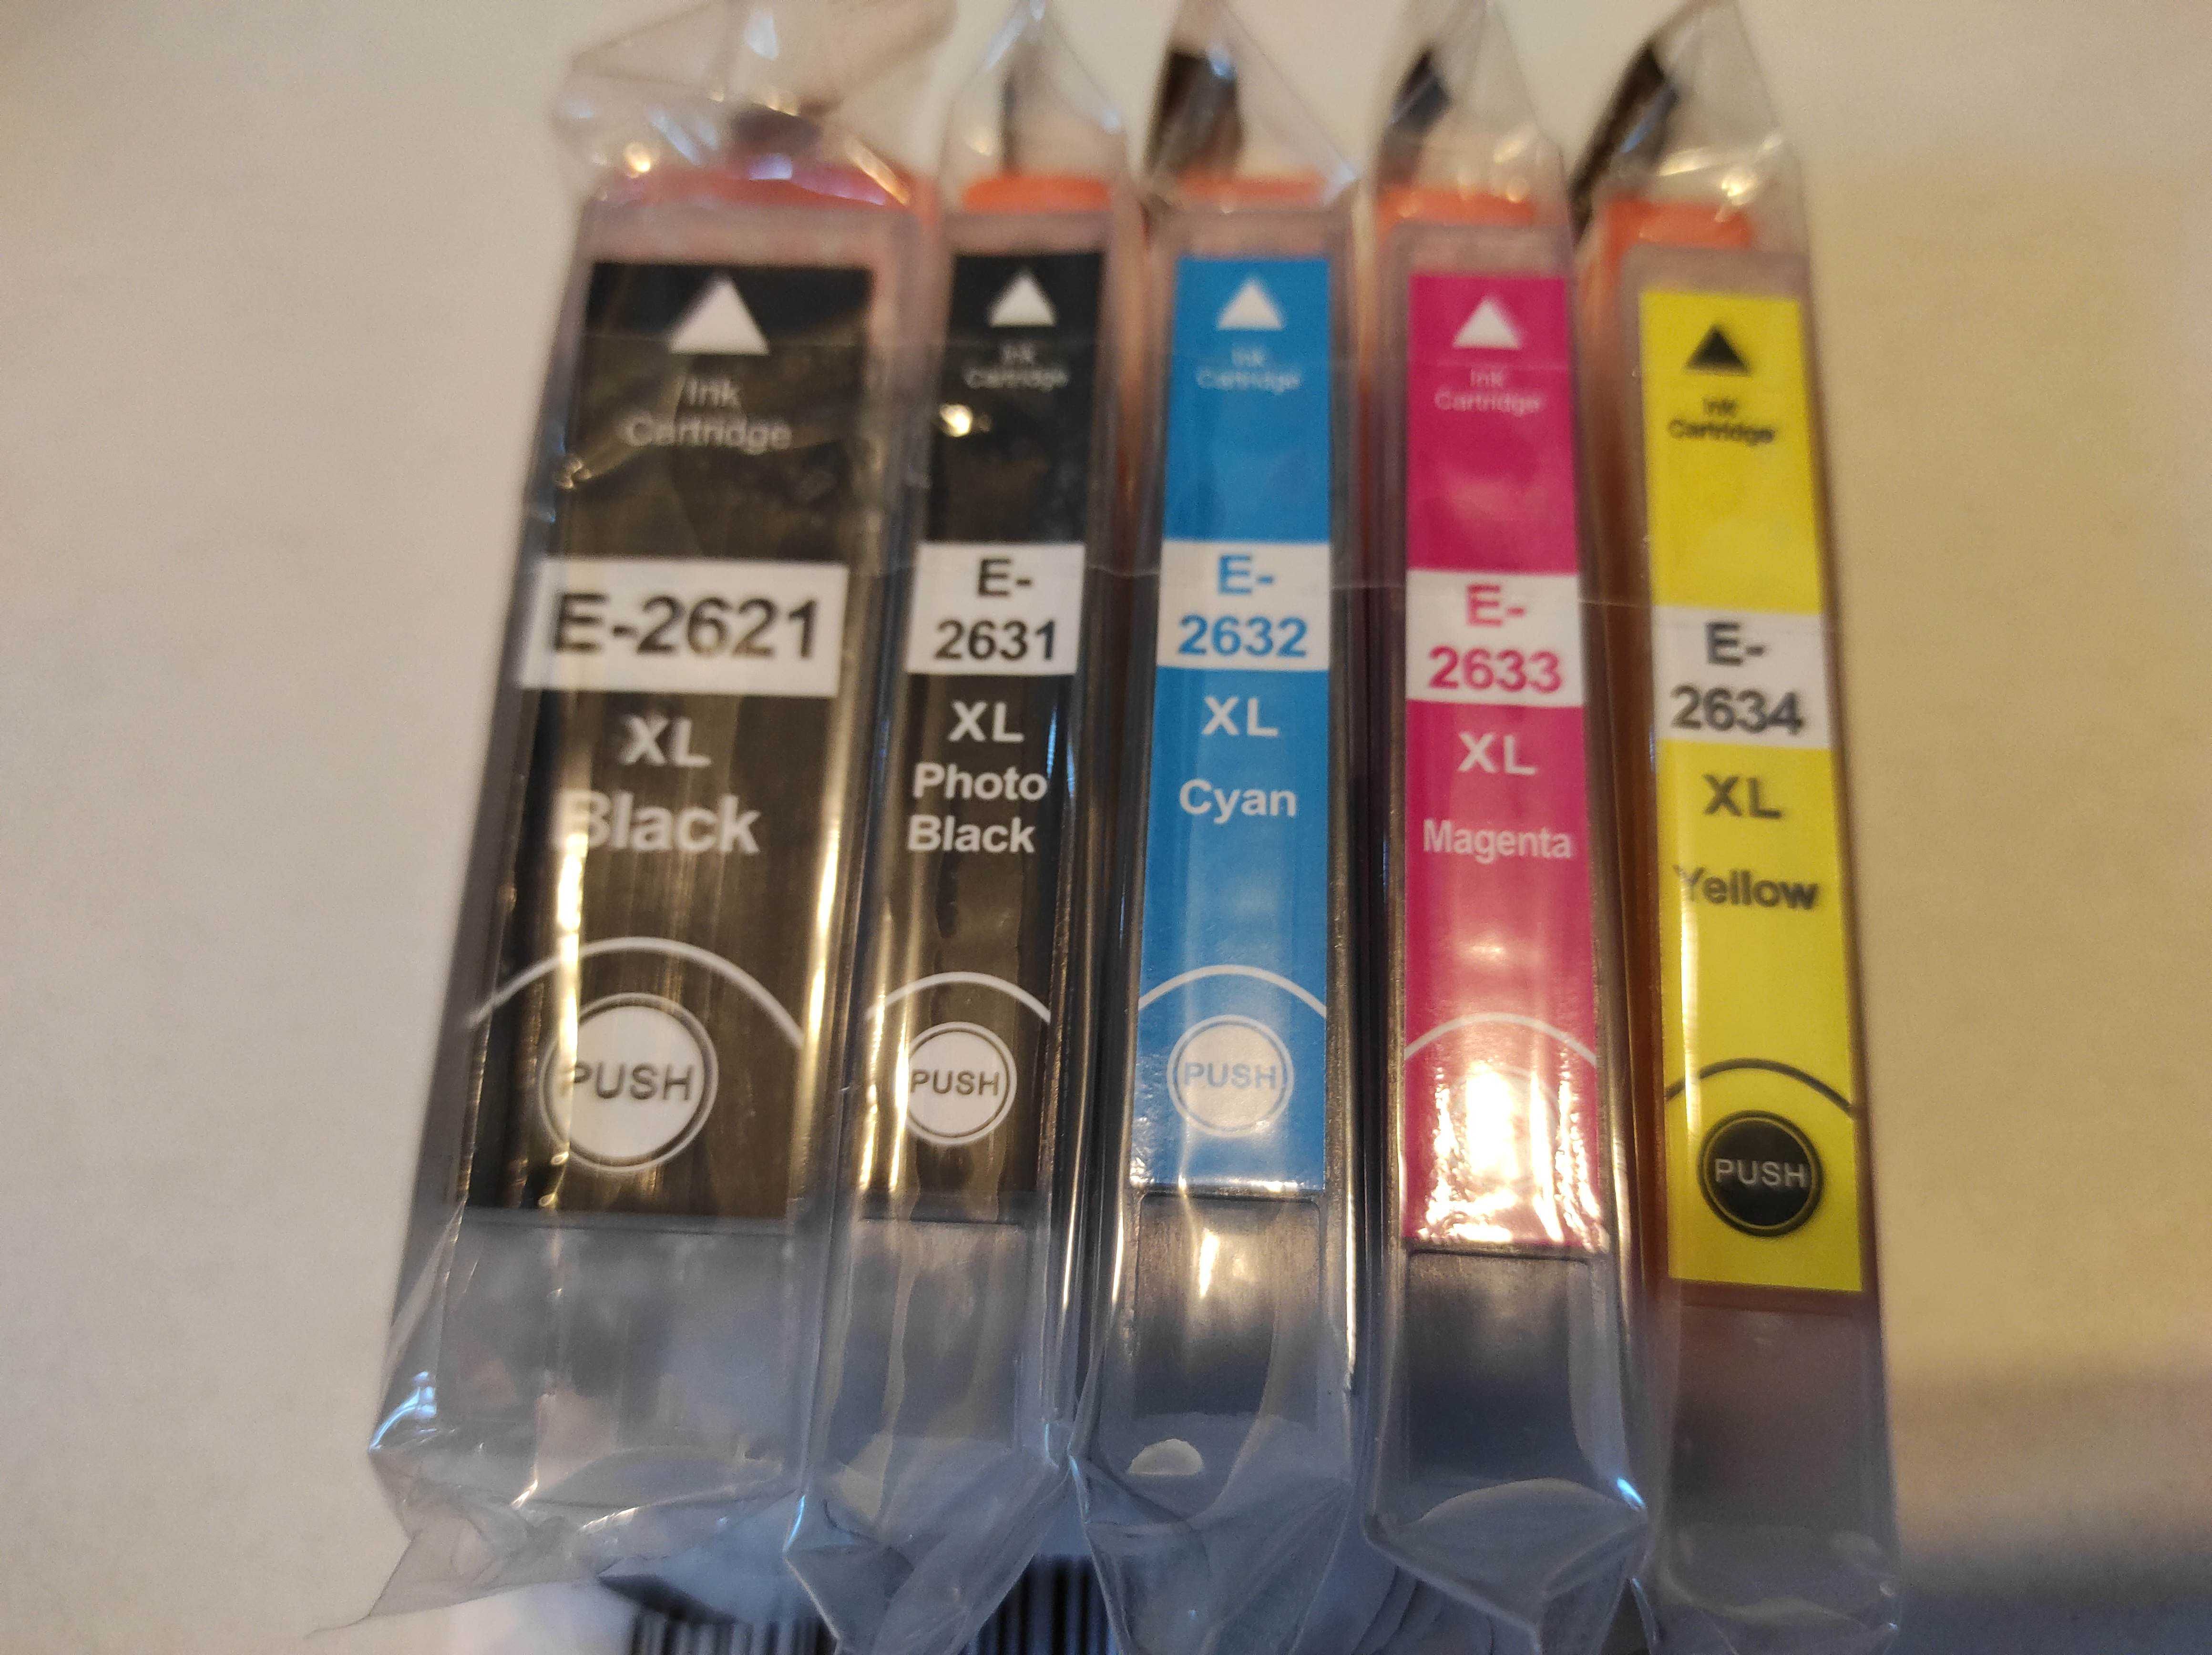 Ink
Cartridge
E-2621
XL
Black
PUSH
Ink
Cartridge
E-
2631
XL
Photo
Black
PUSH
Ink
Cartridge
E-
2632
XL
Cyan
PUSH
Ink
Cartridge
E-
2633
XL
Magenta
Ink
Cartridge
E-
2634
XL
Yellow
PUSH